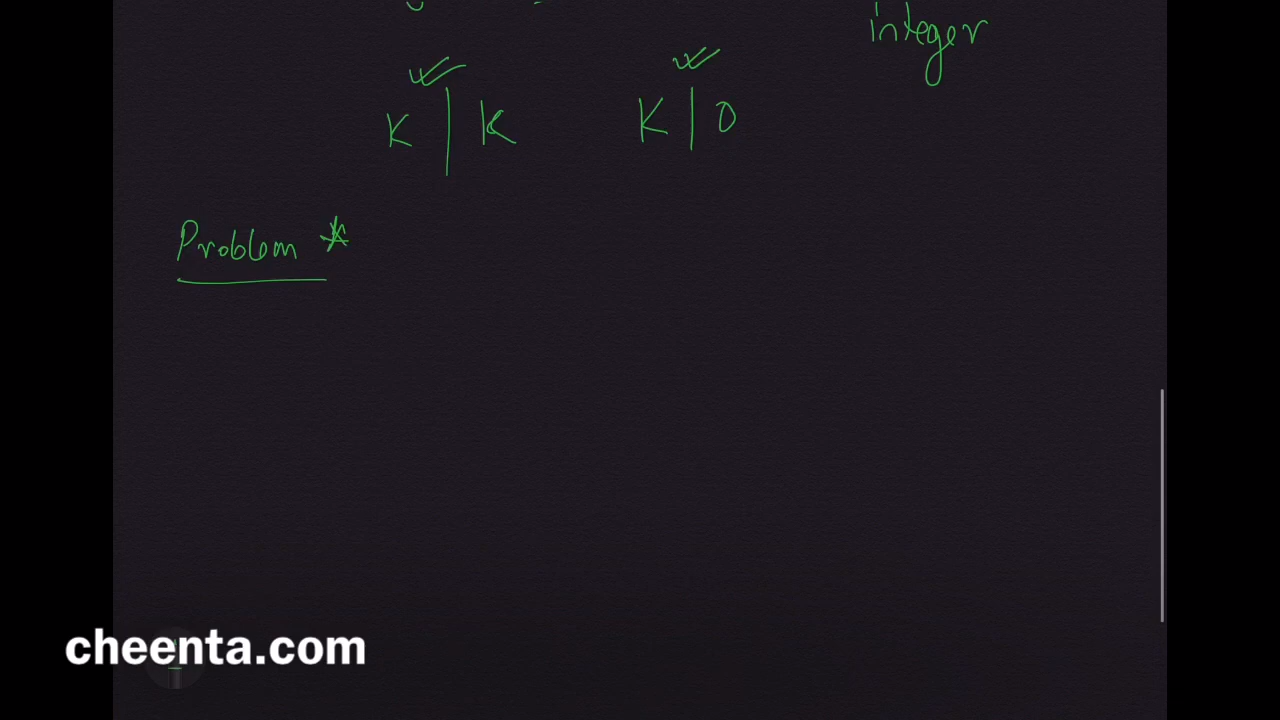 integer
K | K K | 0
Problem *
cheenta.com